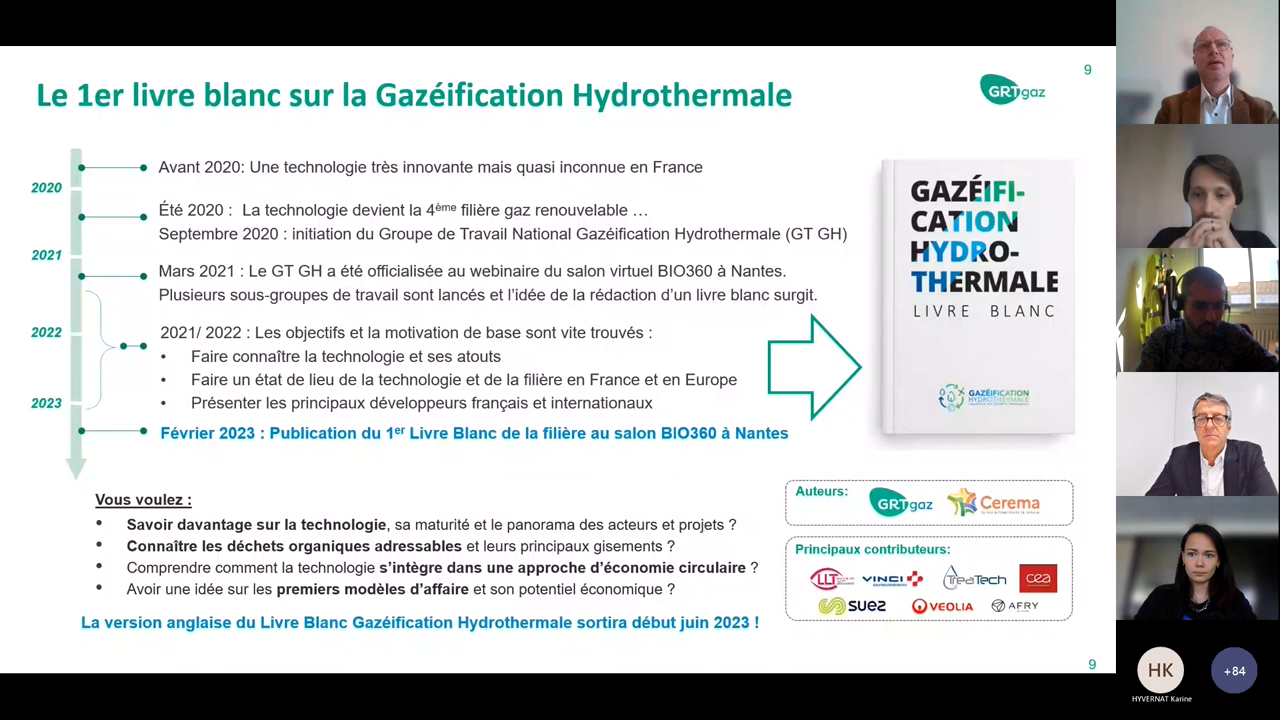 9
Le 1er livre blanc sur la Gazéification Hydrothermale
GRTgaz
2020
2021
2022
2023
Avant 2020: Une technologie très innovante mais quasi inconnue en France
Été 2020 : La technologie devient la 4ème filière gaz renouvelable …
Septembre 2020 : initiation du Groupe de Travail National Gazéification Hydrothermale (GT GH)
Mars 2021 : Le GT GH a été officialisée au webinaire du salon virtuel BIO360 à Nantes.
Plusieurs sous-groupes de travail sont lancés et l’idée de la rédaction d’un livre blanc surgit.
2021/ 2022 : Les objectifs et la motivation de base sont vite trouvés :
• Faire connaître la technologie et ses atouts
• Faire un état de lieu de la technologie et de la filière en France et en Europe
• Présenter les principaux développeurs français et internationaux
Février 2023 : Publication du 1er Livre Blanc de la filière au salon BIO360 à Nantes
GAZÉIFI-
CATION
HYDRO-
THERMALE
LIVRE BLANC
GAZÉIFICATION
HYDROTHERMALE
Vous voulez :
• Savoir davantage sur la technologie, sa maturité et le panorama des acteurs et projets ?
• Connaître les déchets organiques adressables et leurs principaux gisements ?
• Comprendre comment la technologie s’intègre dans une approche d’économie circulaire ?
• Avoir une idée sur les premiers modèles d’affaire et son potentiel économique ?
La version anglaise du Livre Blanc Gazéification Hydrothermale sortira début juin 2023 !
Auteurs:
GRTgaz
Cerema
Principaux contributeurs:
LLT
VINCI
TreaTech
cea
SUEZ
VEOLIA
AFRY
9
HK
+84
HYVERNAT Karine